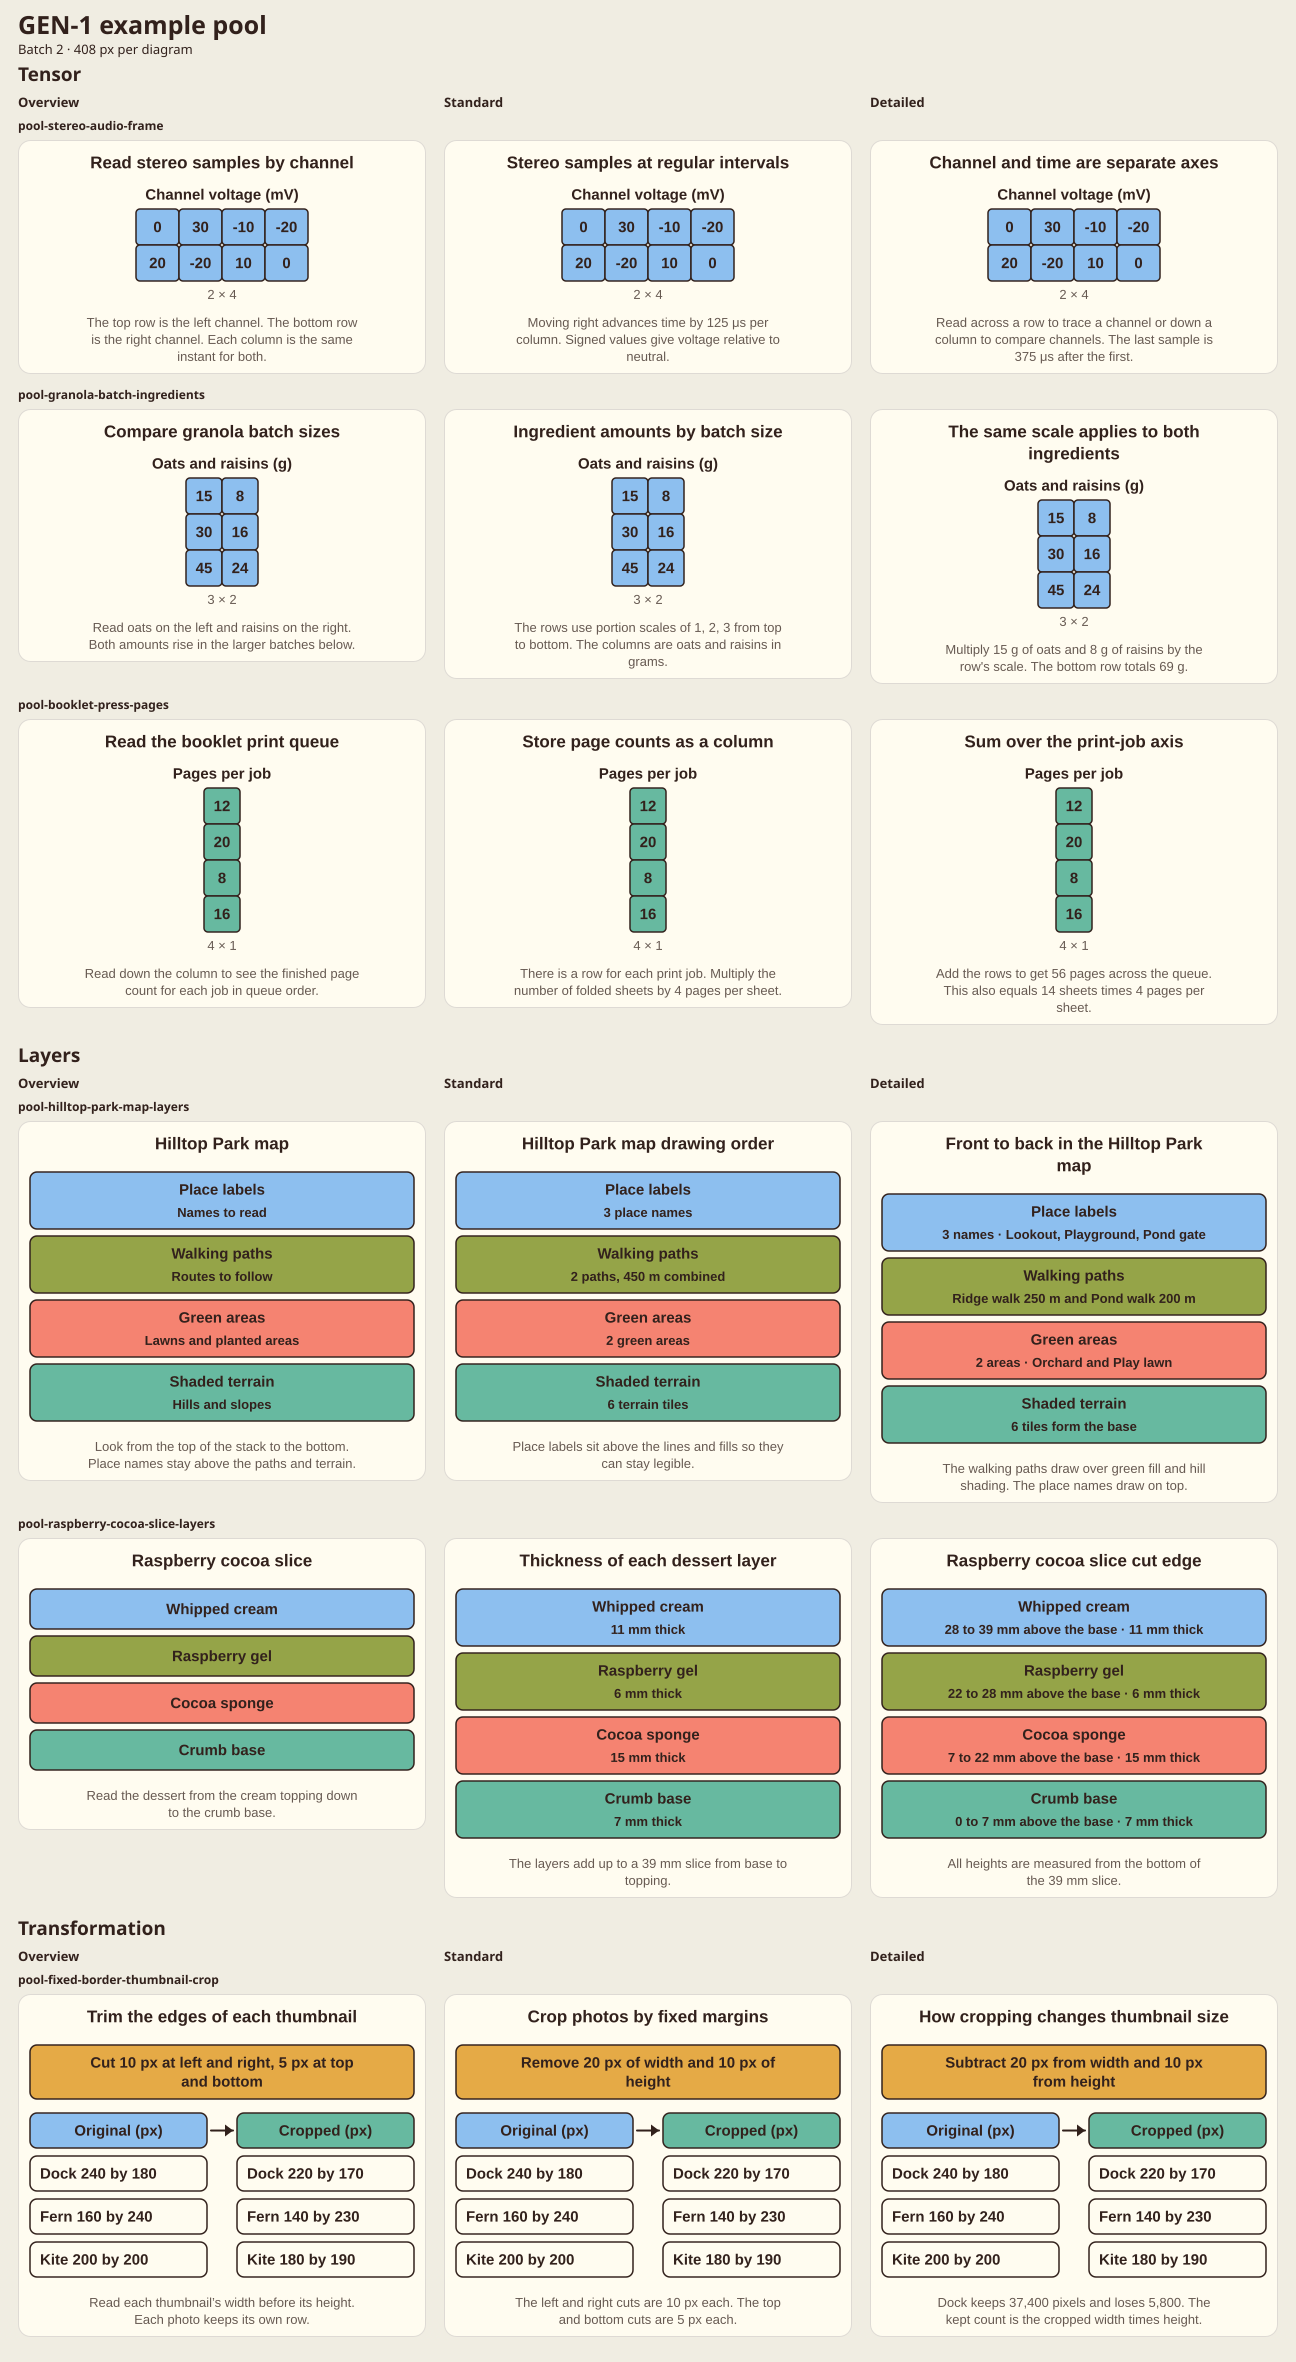 GEN-1 example pool
Batch 2 · 408 px per diagram
Tensor
Overview
Standard
Detailed
pool-stereo-audio-frame
Read stereo samples by channel
Channel voltage (mV)
0 30 -10 -20
20 -20 10 0
2 × 4
The top row is the left channel. The bottom row
is the right channel. Each column is the same
instant for both.
Stereo samples at regular intervals
Channel voltage (mV)
0 30 -10 -20
20 -20 10 0
2 × 4
Moving right advances time by 125 μs per
column. Signed values give voltage relative to
neutral.
Channel and time are separate axes
Channel voltage (mV)
0 30 -10 -20
20 -20 10 0
2 × 4
Read across a row to trace a channel or down a
column to compare channels. The last sample is
375 μs after the first.
pool-granola-batch-ingredients
Compare granola batch sizes
Oats and raisins (g)
15 8
30 16
45 24
3 × 2
Read oats on the left and raisins on the right.
Both amounts rise in the larger batches below.
Ingredient amounts by batch size
Oats and raisins (g)
15 8
30 16
45 24
3 × 2
The rows use portion scales of 1, 2, 3 from top
to bottom. The columns are oats and raisins in
grams.
The same scale applies to both
ingredients
Oats and raisins (g)
15 8
30 16
45 24
3 × 2
Multiply 15 g of oats and 8 g of raisins by the
row's scale. The bottom row totals 69 g.
pool-booklet-press-pages
Read the booklet print queue
Pages per job
12
20
8
16
4 × 1
Read down the column to see the finished page
count for each job in queue order.
Store page counts as a column
Pages per job
12
20
8
16
4 × 1
There is a row for each print job. Multiply the
number of folded sheets by 4 pages per sheet.
Sum over the print-job axis
Pages per job
12
20
8
16
4 × 1
Add the rows to get 56 pages across the queue.
This also equals 14 sheets times 4 pages per
sheet.
Layers
Overview
Standard
Detailed
pool-hilltop-park-map-layers
Hilltop Park map
Place labels
Names to read
Walking paths
Routes to follow
Green areas
Lawns and planted areas
Shaded terrain
Hills and slopes
Look from the top of the stack to the bottom.
Place names stay above the paths and terrain.
Hilltop Park map drawing order
Place labels
3 place names
Walking paths
2 paths, 450 m combined
Green areas
2 green areas
Shaded terrain
6 terrain tiles
Place labels sit above the lines and fills so they
can stay legible.
Front to back in the Hilltop Park
map
Place labels
3 names · Lookout, Playground, Pond gate
Walking paths
Ridge walk 250 m and Pond walk 200 m
Green areas
2 areas · Orchard and Play lawn
Shaded terrain
6 tiles form the base
The walking paths draw over green fill and hill
shading. The place names draw on top.
pool-raspberry-cocoa-slice-layers
Raspberry cocoa slice
Whipped cream
Raspberry gel
Cocoa sponge
Crumb base
Read the dessert from the cream topping down
to the crumb base.
Thickness of each dessert layer
Whipped cream
11 mm thick
Raspberry gel
6 mm thick
Cocoa sponge
15 mm thick
Crumb base
7 mm thick
The layers add up to a 39 mm slice from base to
topping.
Raspberry cocoa slice cut edge
Whipped cream
28 to 39 mm above the base · 11 mm thick
Raspberry gel
22 to 28 mm above the base · 6 mm thick
Cocoa sponge
7 to 22 mm above the base · 15 mm thick
Crumb base
0 to 7 mm above the base · 7 mm thick
All heights are measured from the bottom of
the 39 mm slice.
Transformation
Overview
Standard
Detailed
pool-fixed-border-thumbnail-crop
Trim the edges of each thumbnail
Cut 10 px at left and right, 5 px at top
and bottom
Original (px)
Cropped (px)
Dock 240 by 180
Dock 220 by 170
Fern 160 by 240
Fern 140 by 230
Kite 200 by 200
Kite 180 by 190
Read each thumbnail's width before its height.
Each photo keeps its own row.
Crop photos by fixed margins
Remove 20 px of width and 10 px of
height
Original (px)
Cropped (px)
Dock 240 by 180
Dock 220 by 170
Fern 160 by 240
Fern 140 by 230
Kite 200 by 200
Kite 180 by 190
The left and right cuts are 10 px each. The top
and bottom cuts are 5 px each.
How cropping changes thumbnail size
Subtract 20 px from width and 10 px
from height
Original (px)
Cropped (px)
Dock 240 by 180
Dock 220 by 170
Fern 160 by 240
Fern 140 by 230
Kite 200 by 200
Kite 180 by 190
Dock keeps 37,400 pixels and loses 5,800. The
kept count is the cropped width times height.